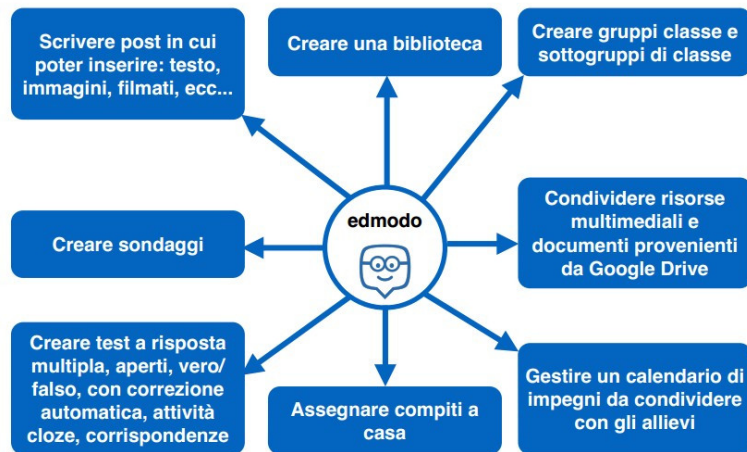 Scrivere post in cui
poter inserire: testo,
immagini, filmati, ecc...
Creare una biblioteca
Creare gruppi classe e
sottogruppi di classe
edmodo
Creare sondaggi
Condividere risorse
multimediali e
documenti provenienti
da Google Drive
Creare test a risposta
multipla, aperti, vero/
falso, con correzione
automatica, attività
cloze, corrispondenze
Assegnare compiti a
casa
Gestire un calendario di
impegni da condividere
con gli allievi